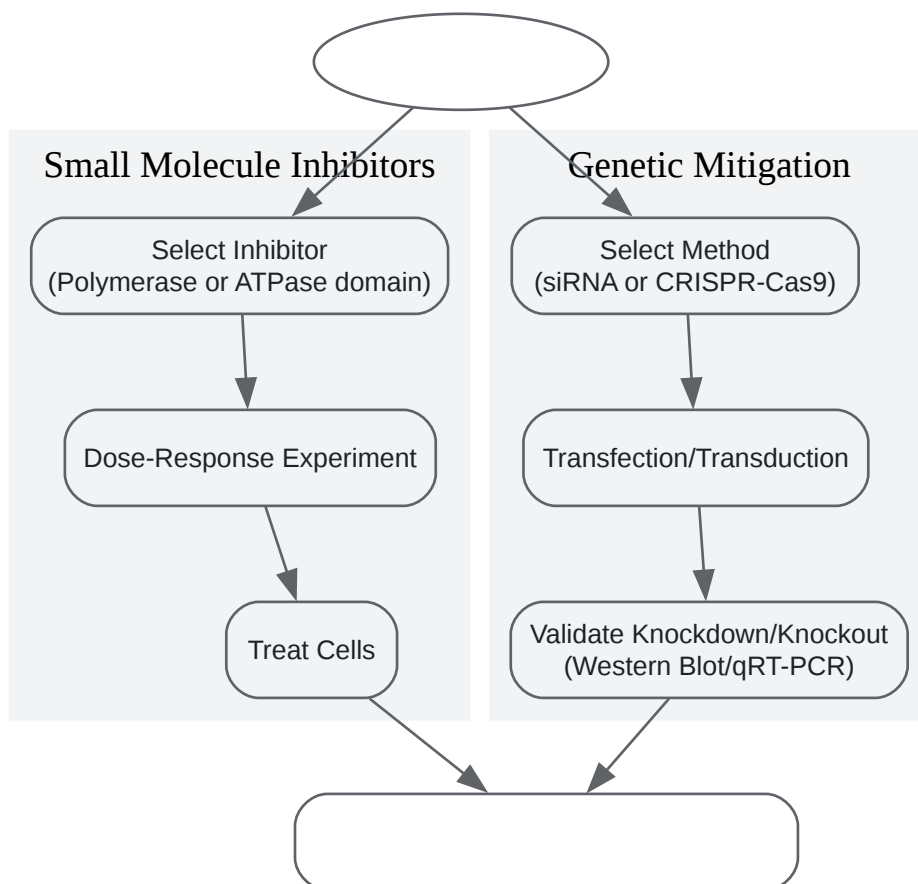 Small Molecule Inhibitors
Select Inhibitor
(Polymerase or ATPase domain)
Dose-Response Experiment
Treat Cells
Genetic Mitigation
Select Method
(siRNA or CRISPR-Cas9)
Transfection/Transduction
Validate Knockdown/Knockout
(Western Blot/qRT-PCR)